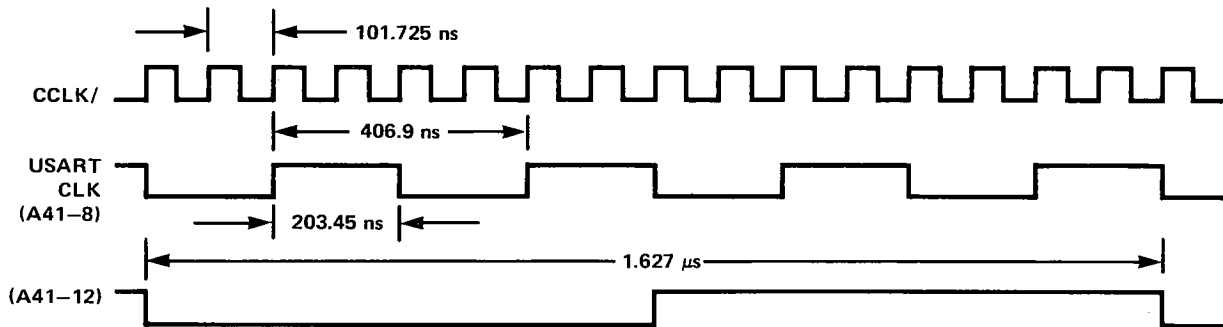 101.725 ns
CCLK/
406.9 ns
USART
CLK
(A41–8)
203.45 ns
1.627 μs
(A41–12)